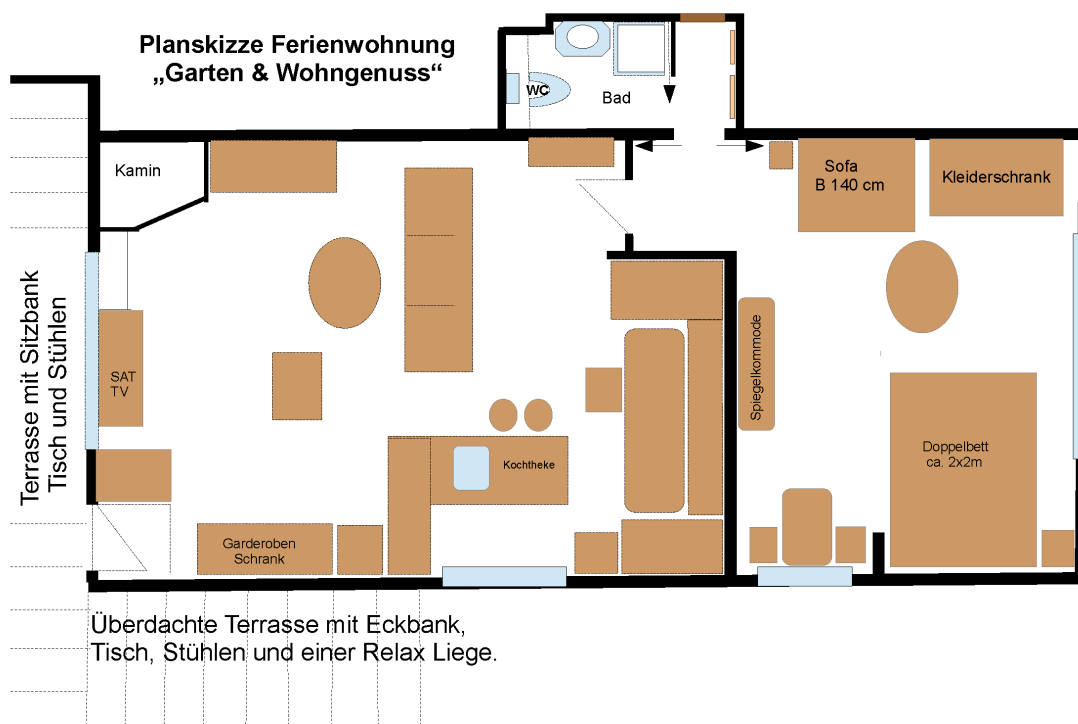 Planskizze Ferienwohnung
„Garten & Wohngenuss“
WC
Bad
Kamin
Sofa
B 140 cm
Kleiderschrank
Terrasse mit Sitzbank
Tisch und Stühlen
SAT
TV
Spiegelkommode
Kochtheke
Doppelbett
ca. 2x2m
Garderoben
Schrank
Überdachte Terrasse mit Eckbank,
Tisch, Stühlen und einer Relax Liege.